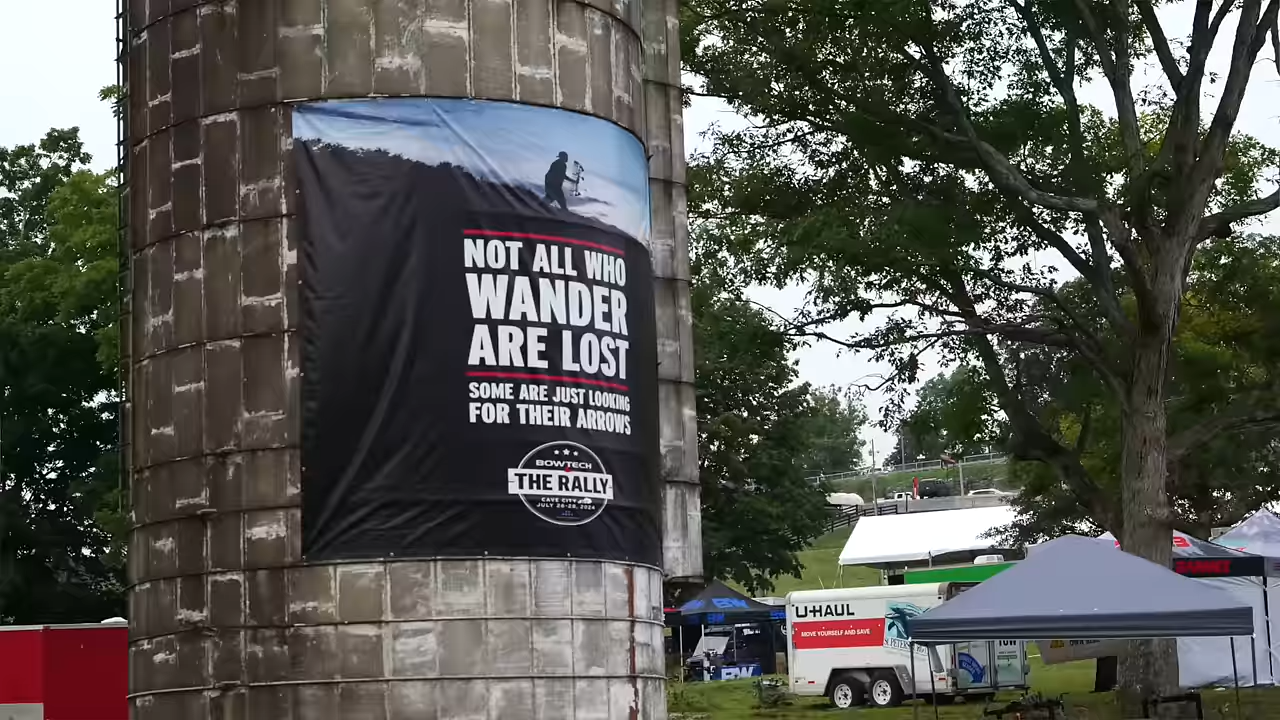 NOT ALL WHO
WANDER
ARE LOST
SOME ARE JUST LOOKING
FOR THEIR ARROWS
BOWTECH
THE RALLY
CAVE CITY
JULY 26-28, 2024
U-HAUL
MOVE YOURSELF AND SAVE